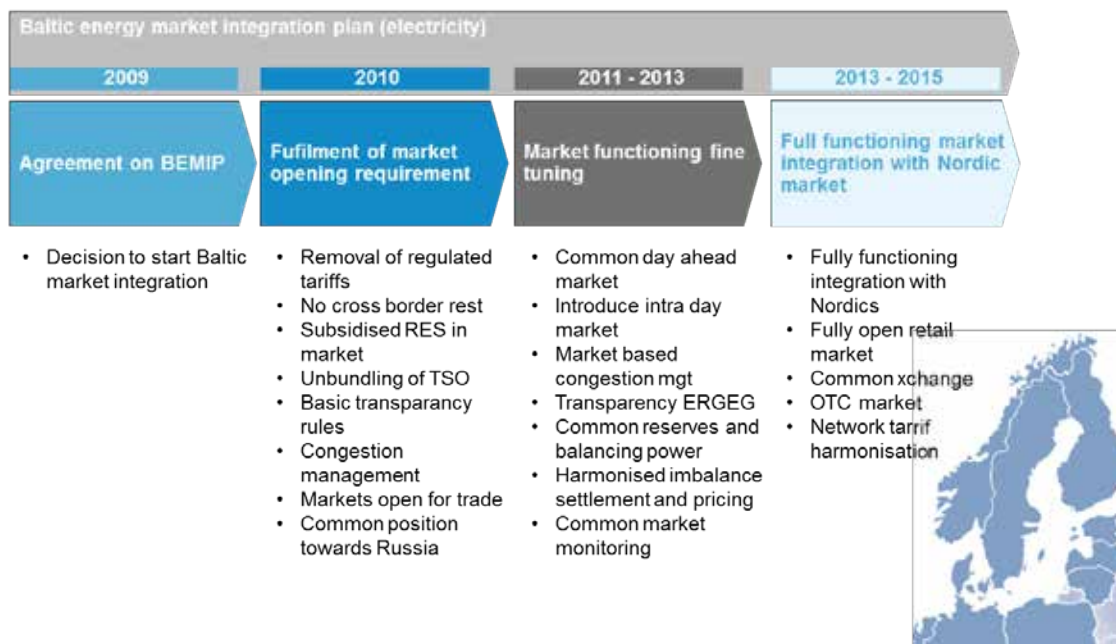 Baltic energy market integration plan (electricity)
2009
2010
2011 - 2013
2013 - 2015
Agreement on BEMIP
Fufilment of market
opening requirement
Market functioning fine
tuning
Full functioning market
integration with Nordic
market
• Decision to start Baltic
market integration
• Removal of regulated
tariffs
• No cross border rest
• Subsidised RES in
market
• Unbundling of TSO
• Basic transparancy
rules
• Congestion
management
• Markets open for trade
• Common position
towards Russia
• Common day ahead
market
• Introduce intra day
market
• Market based
congestion mgt
• Transparency ERGEG
• Common reserves and
balancing power
• Harmonised imbalance
settlement and pricing
• Common market
monitoring
• Fully functioning
integration with
Nordics
• Fully open retail
market
• Common xchange
• OTC market
• Network tarrif
harmonisation